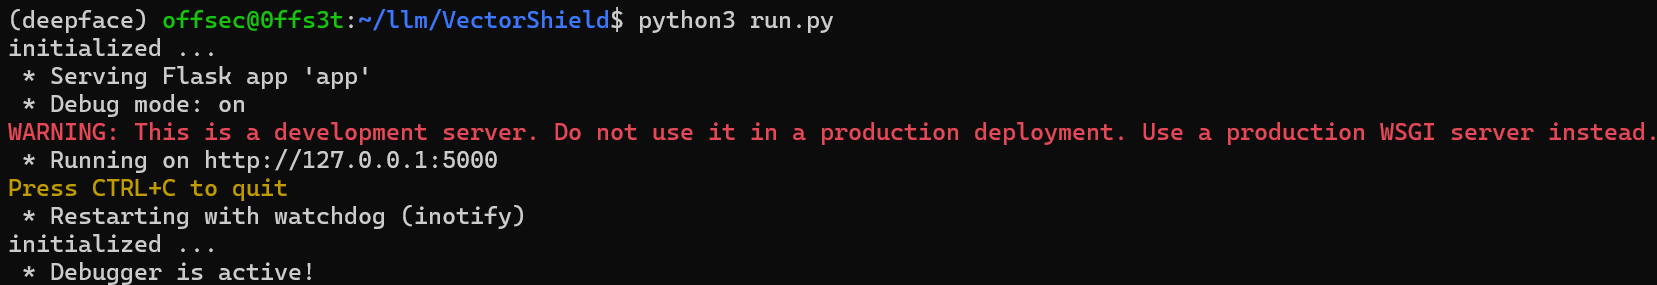 (deepface) offsec@0ffs3t:~/llm/VectorShield$ python3 run.py
initialized ...
 * Serving Flask app 'app'
 * Debug mode: on
WARNING: This is a development server. Do not use it in a production deployment. Use a production WSGI server instead.
 * Running on http://127.0.0.1:5000
Press CTRL+C to quit
 * Restarting with watchdog (inotify)
initialized ...
 * Debugger is active!